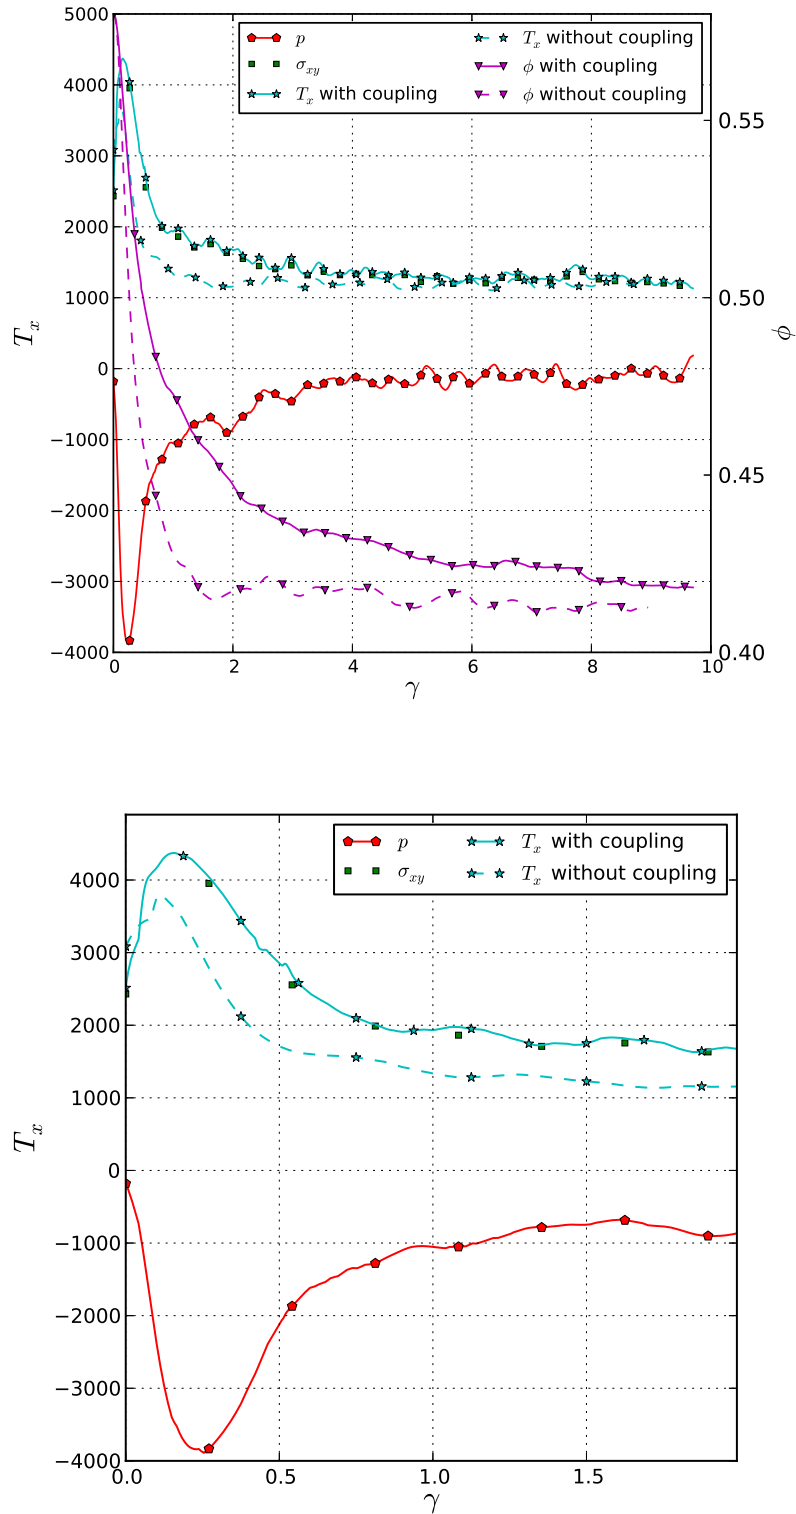 5000
4000
3000
2000
1000
0
−1000
−2000
−3000
−4000
T_x
p
σ_xy
T_x with coupling
T_x without coupling
ϕ with coupling
ϕ without coupling
0.55
0.50
0.45
0.40
ϕ
0 2 4 6 8 10
γ
4000
3000
2000
1000
0
−1000
−2000
−3000
−4000
T_x
p
σ_xy
T_x with coupling
T_x without coupling
0.0 0.5 1.0 1.5
γ